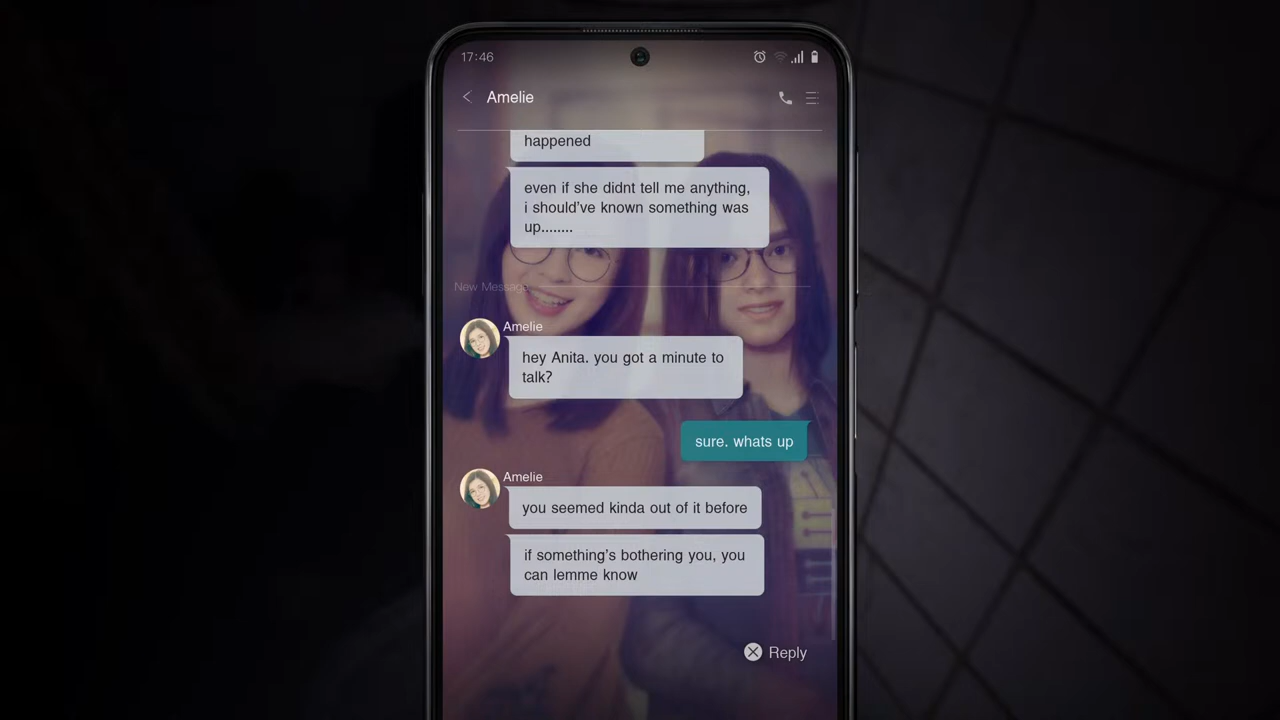 17:46
Amelie
happened
even if she didnt tell me anything,
i should've known something was
up........
New Message
Amelie
hey Anita. you got a minute to
talk?
sure. whats up
Amelie
you seemed kinda out of it before
if something's bothering you, you
can lemme know
Reply